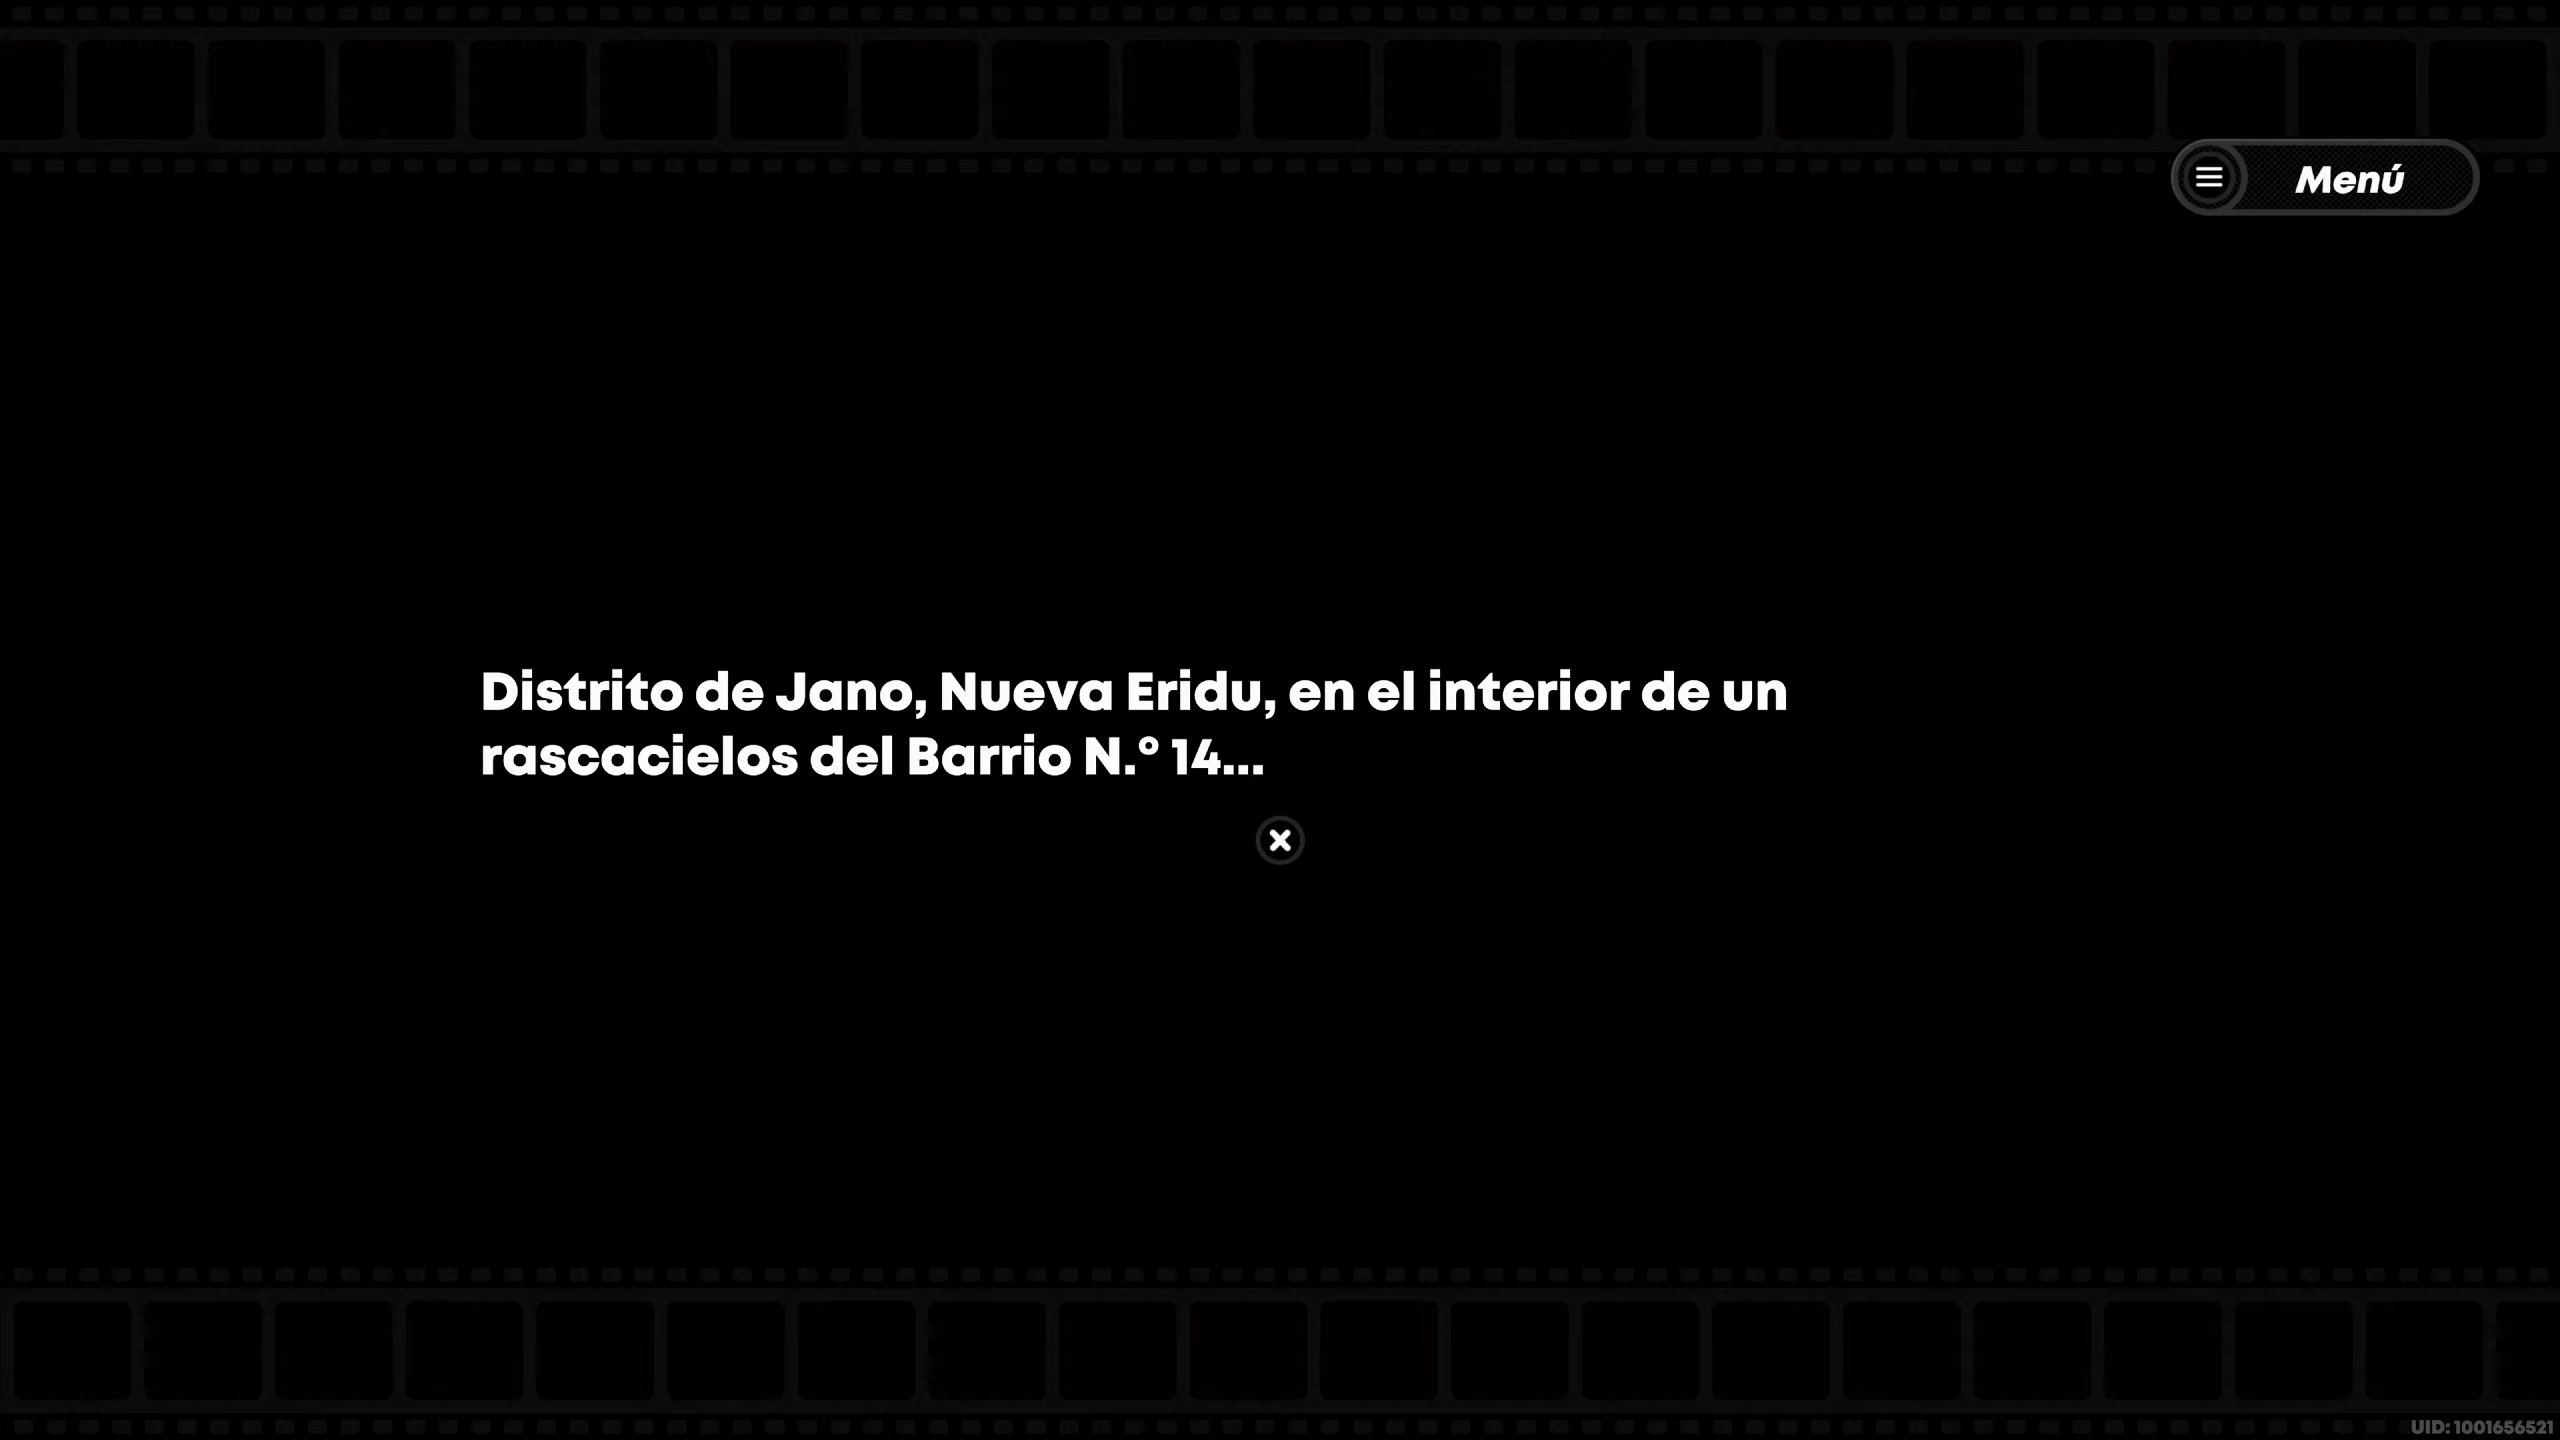 Menú
Distrito de Jano, Nueva Eridu, en el interior de un
rascacielos del Barrio N.º 14...
UID: 1001656521